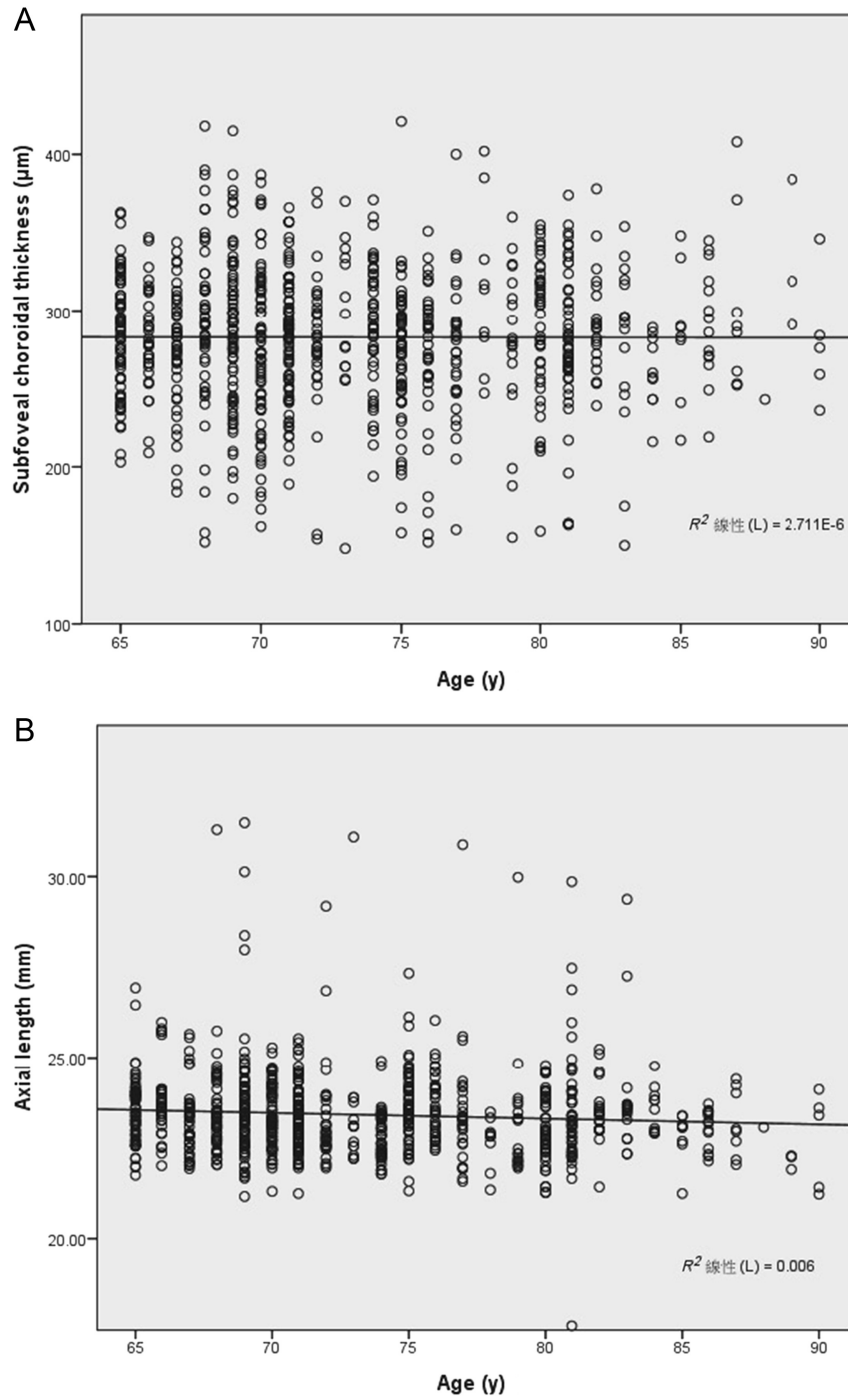 A
Subfoveal choroidal thickness (µm)
400
300
200
100
R² 線性 (L) = 2.711E-6
65 70 75 80 85 90
Age (y)
B
Axial length (mm)
30.00
25.00
20.00
R² 線性 (L) = 0.006
65 70 75 80 85 90
Age (y)